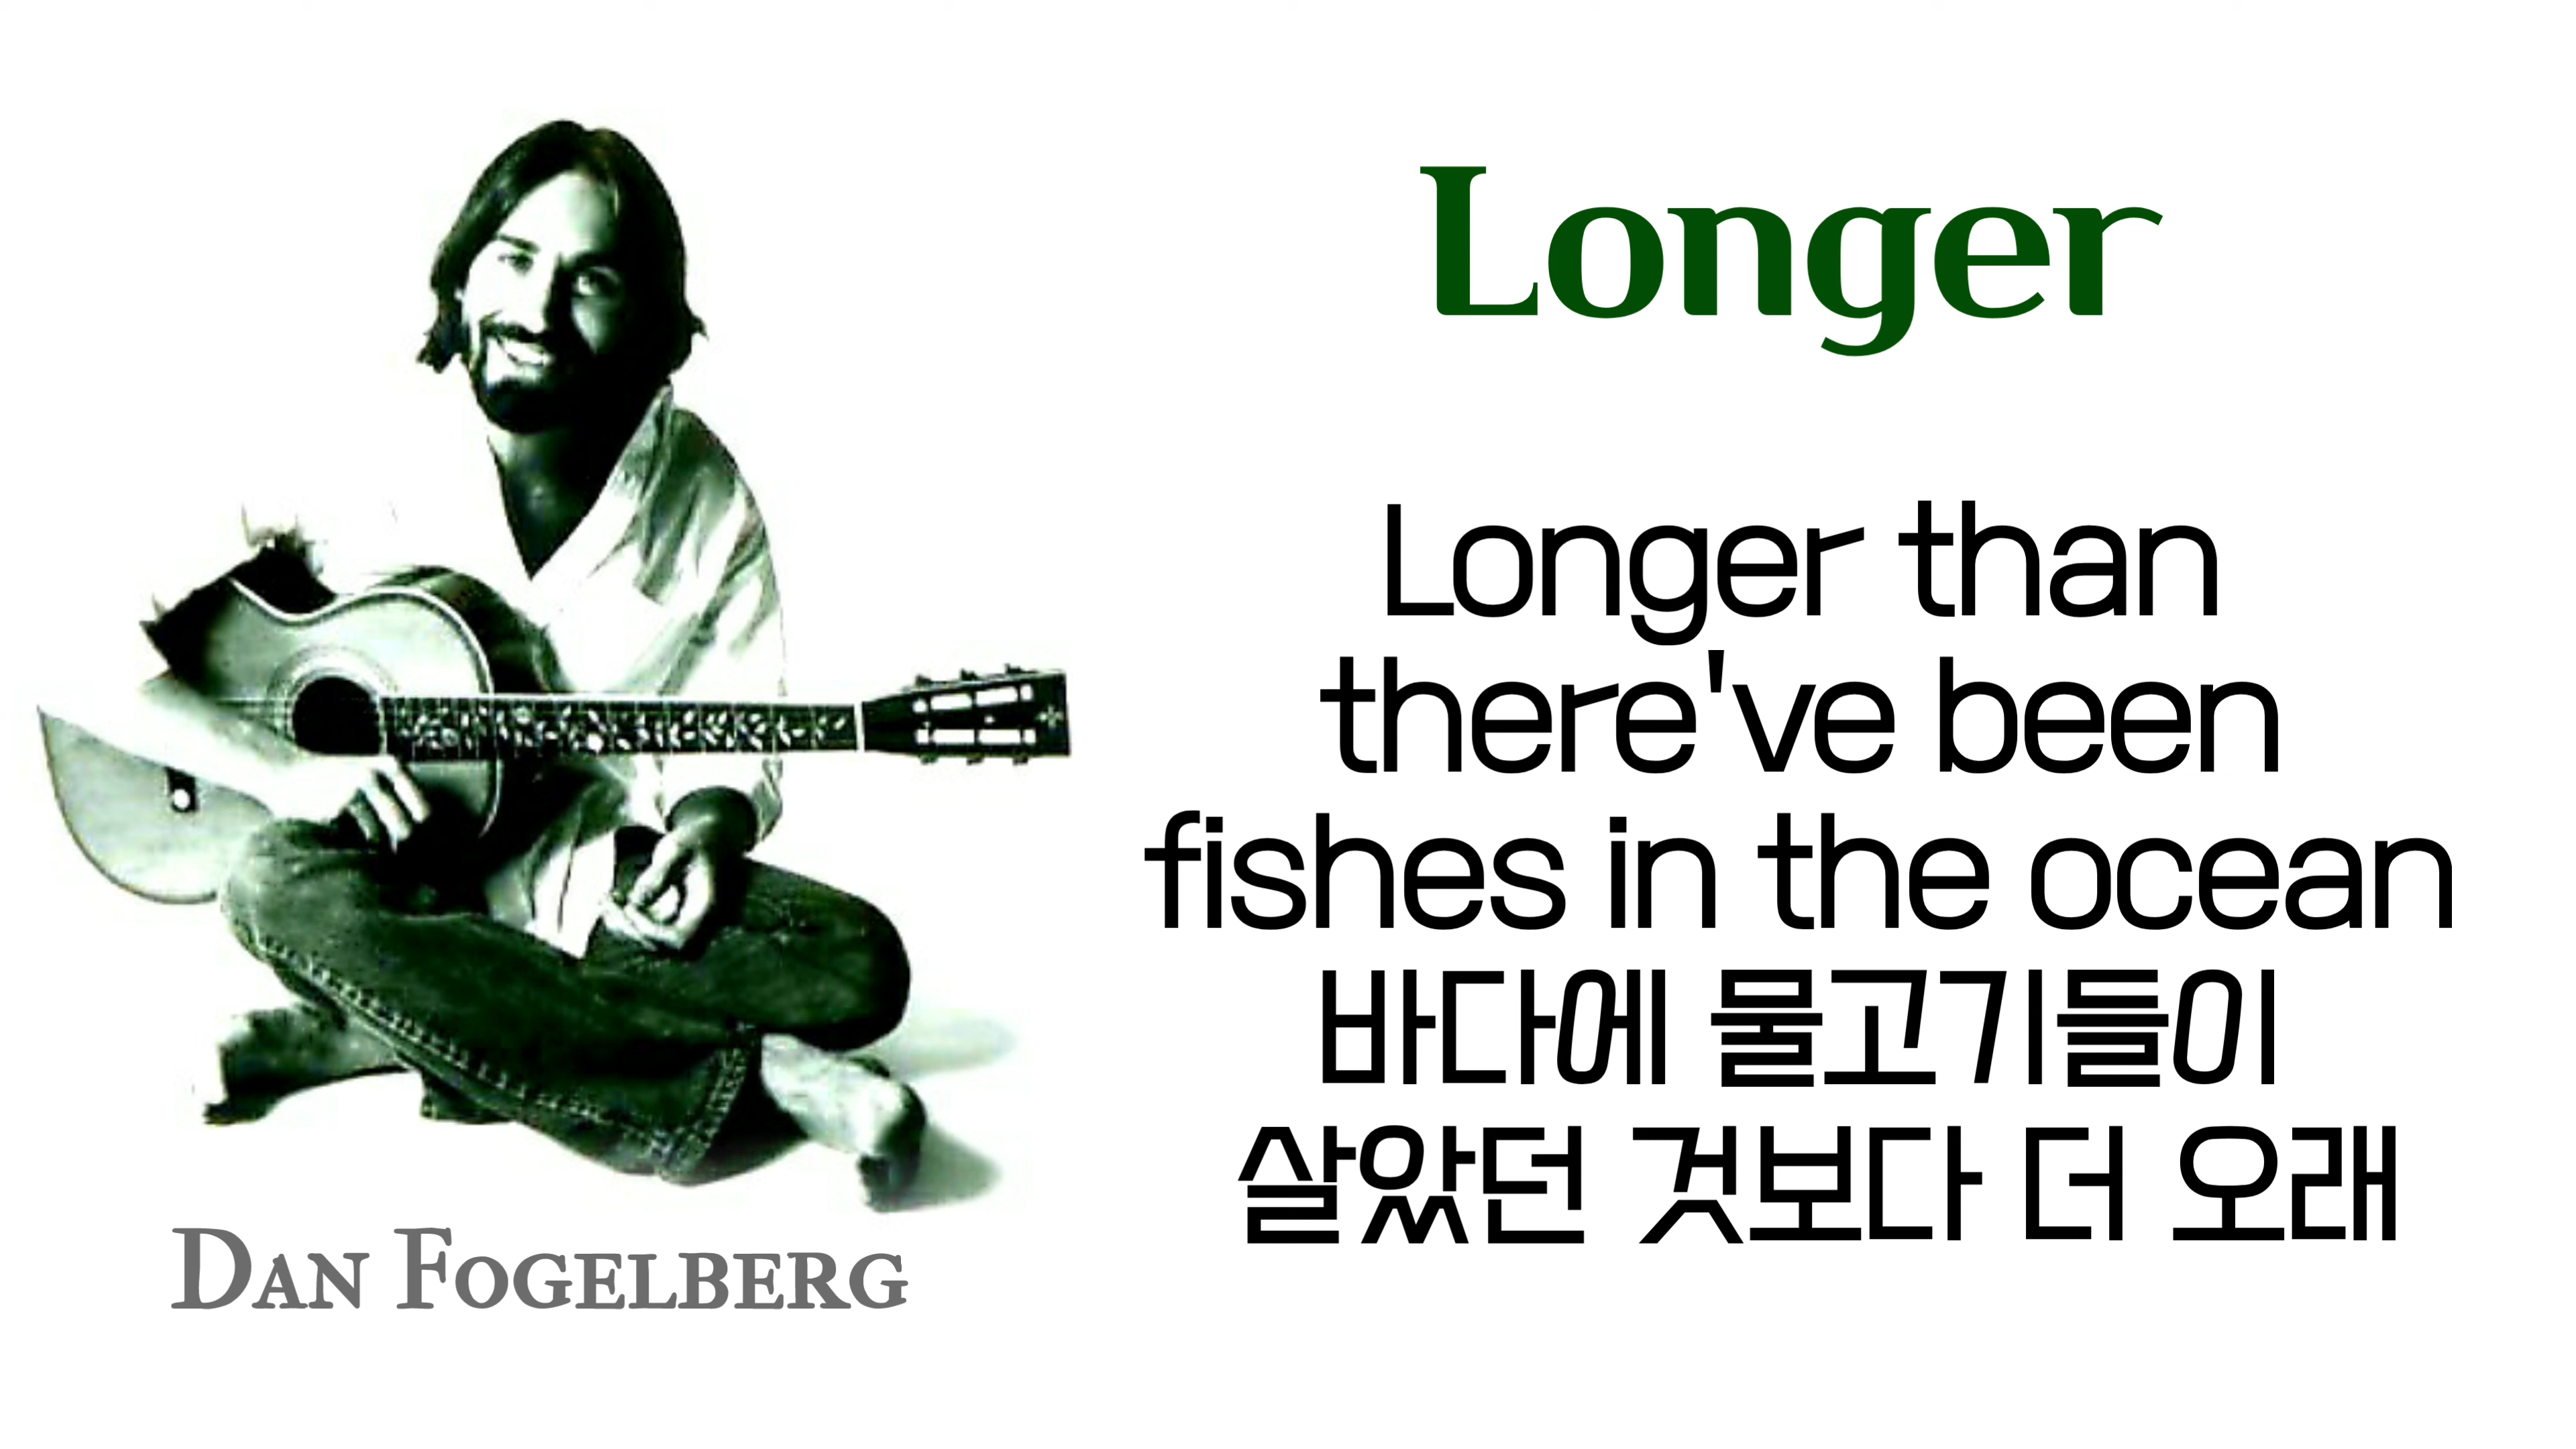 Longer
Longer than
there've been
fishes in the ocean
바다에 물고기들이
살았던 것보다 더 오래
Dan Fogelberg